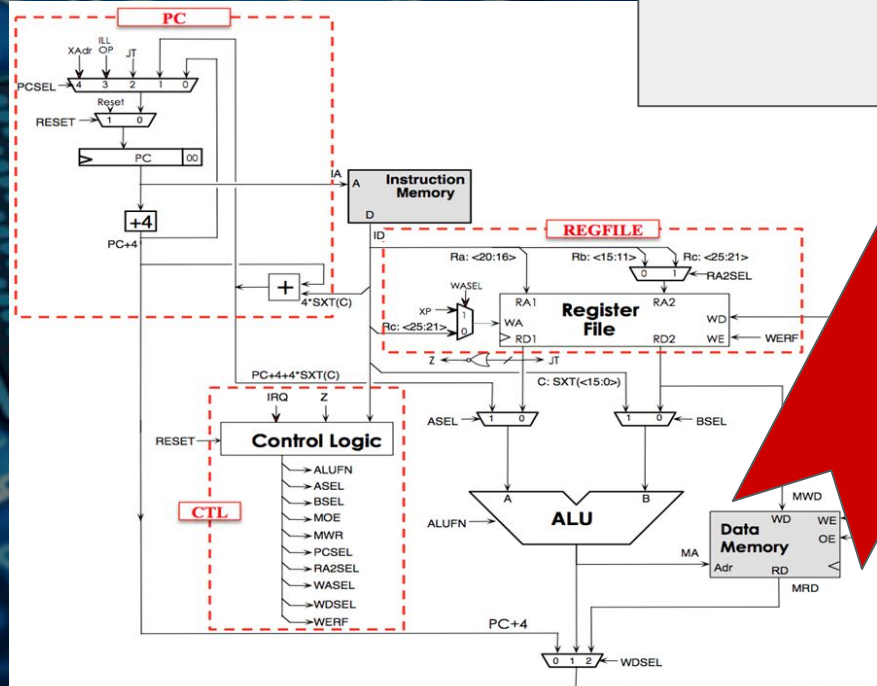 PC
XAdr
ILL
OP
JT
PCSEL
4 3 2 1 0
Reset
RESET
1 0
PC
00
+4
PC+4
IA
A
Instruction
Memory
D
ID
+
4*SXT(C)
REGFILE
Ra: <20:16>
Rb: <15:11>
Rc: <25:21>
0 1
RA2SEL
WASEL
XP
1
0
Rc: <25:21>
RA1
RA2
WA
Register
File
WD
RD1
RD2
WE
WERF
Z
JT
PC+4+4*SXT(C)
C: SXT(<15:0>)
IRQ
Z
ASEL
1 0
1 0
BSEL
RESET
Control Logic
ALUFN
ASEL
BSEL
MOE
MWR
PCSEL
RA2SEL
WASEL
WDSEL
WERF
CTL
A
B
ALU
ALUFN
MWD
WD
WE
OE
Data
Memory
MA
Adr
RD
MRD
PC+4
0 1 2
WDSEL